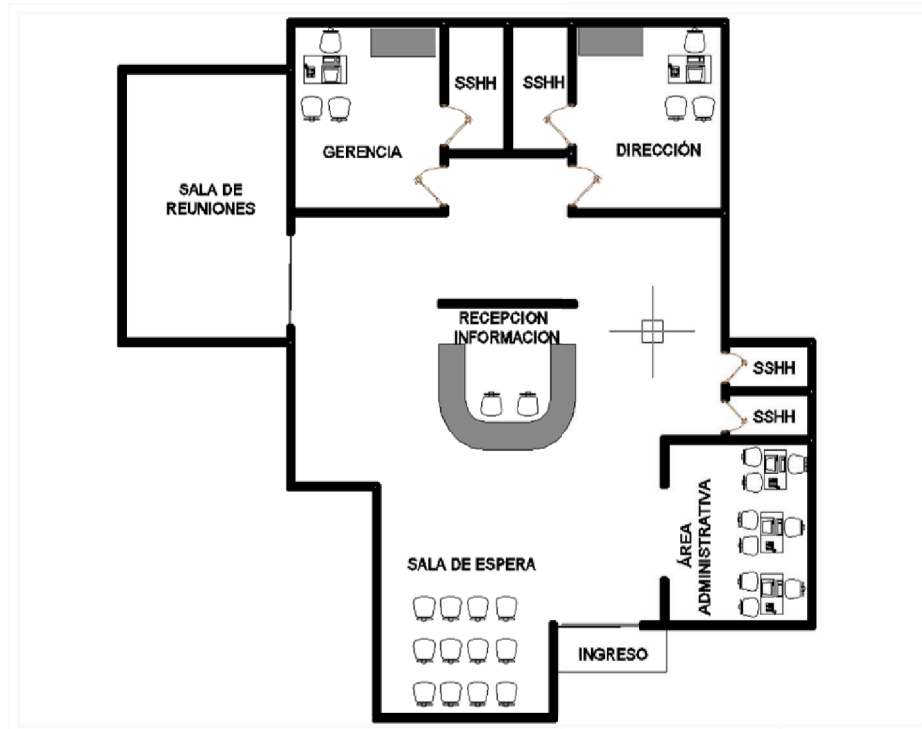 SSHH
SSHH
GERENCIA
DIRECCIÓN
SALA DE
REUNIONES
RECEPCION
INFORMACION
SSHH
SSHH
ÁREA
ADMINISTRATIVA
SALA DE ESPERA
INGRESO